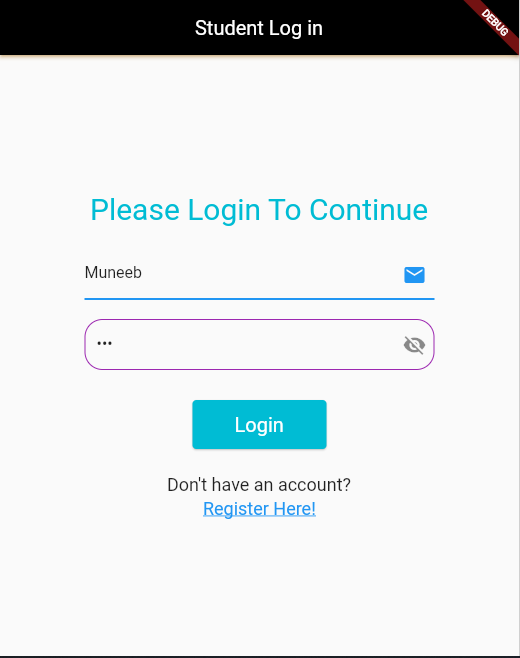 Student Log in
DEBUG
Please Login To Continue
Muneeb
•••
Login
Don't have an account?
Register Here!